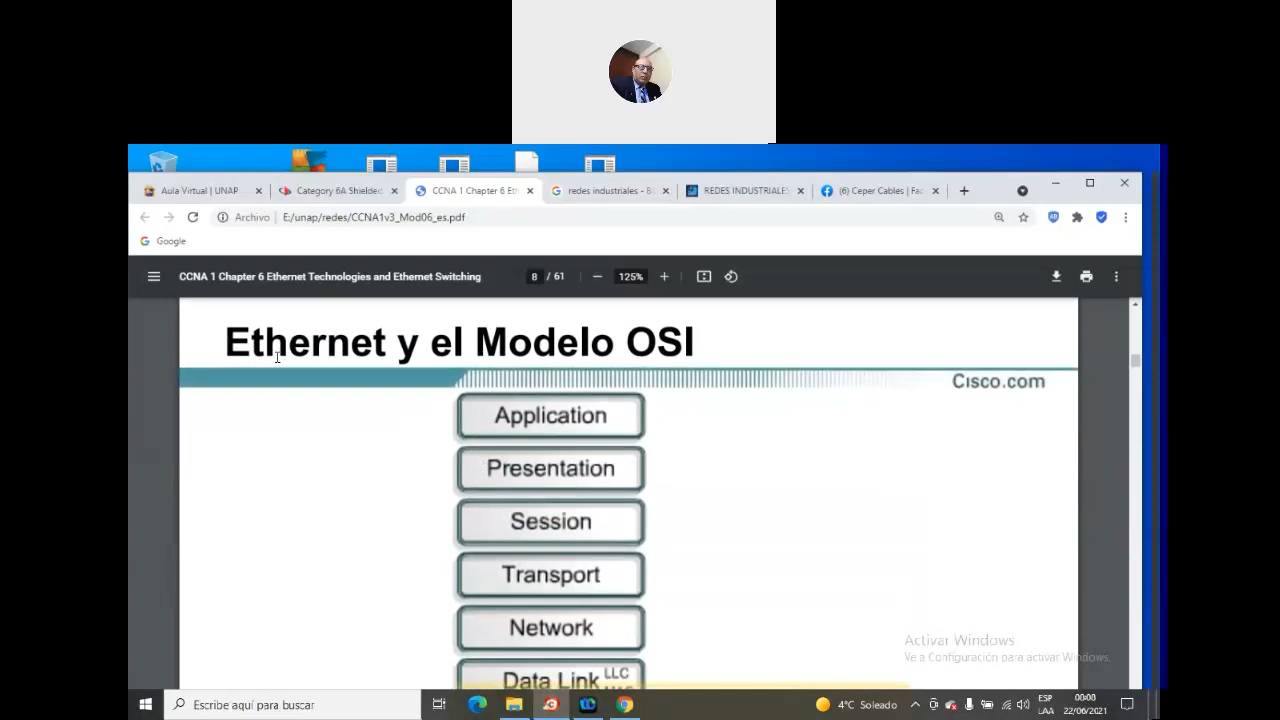 Aula Virtual | UNAP
Category 6A Shielded
CCNA 1 Chapter 6 Eth
redes industriales - B
REDES INDUSTRIALES
(6) Ceper Cables | Fac
Archivo | E:/unap/redes/CCNA1v3_Mod06_es.pdf
Google
CCNA 1 Chapter 6 Ethernet Technologies and Ethernet Switching
8 / 61
125%
Ethernet y el Modelo OSI
Cisco.com
Application
Presentation
Session
Transport
Network
Data Link LLC
Activar Windows
Ve a Configuración para activar Windows.
Escribe aquí para buscar
4°C Soleado
ESP
LAA
00:00
22/06/2021